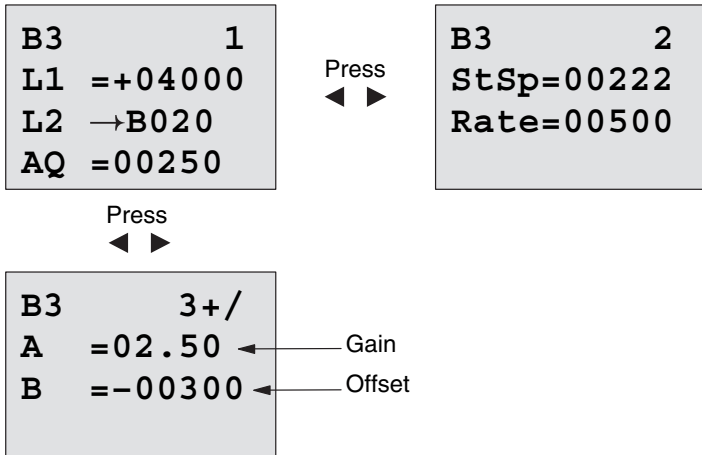 B3 1
L1 =+04000
L2 →B020
AQ =00250
Press
◄ ►
B3 2
StSp=00222
Rate=00500
Press
◄ ►
B3 3+/
A =02.50
B =-00300
Gain
Offset